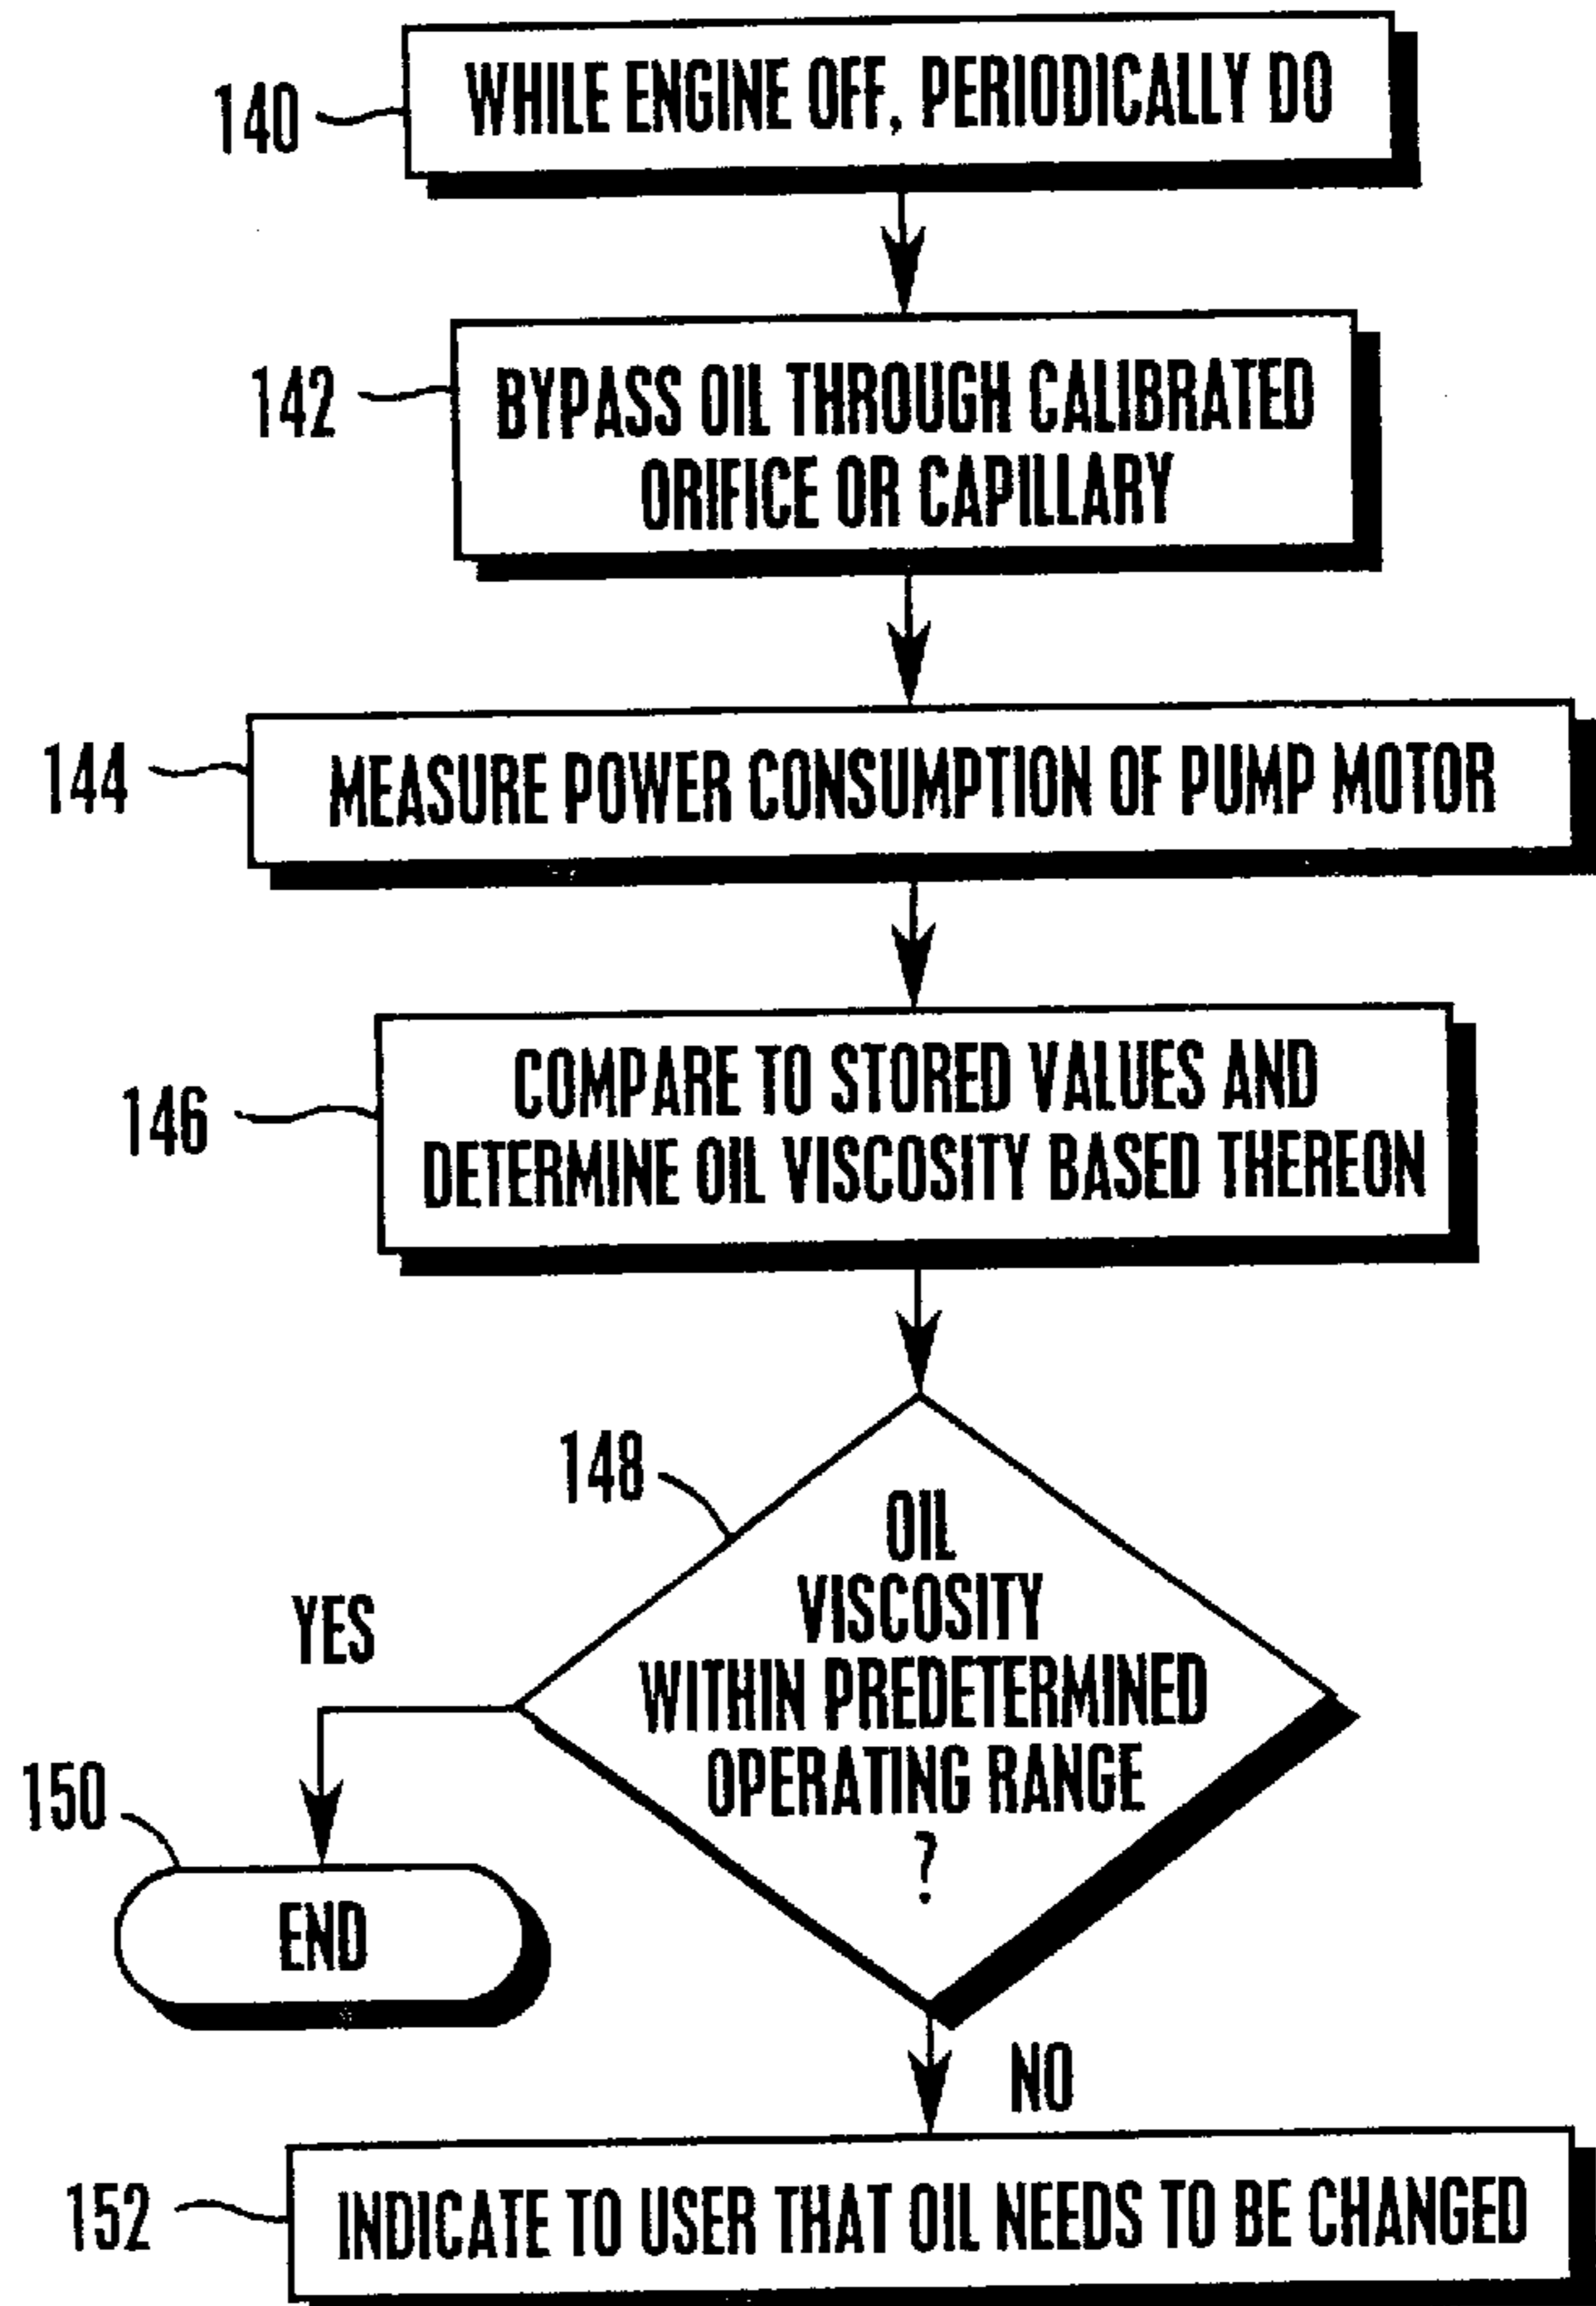 140
WHILE ENGINE OFF, PERIODICALLY DO
142
BYPASS OIL THROUGH CALIBRATED
ORIFICE OR CAPILLARY
144
MEASURE POWER CONSUMPTION OF PUMP MOTOR
146
COMPARE TO STORED VALUES AND
DETERMINE OIL VISCOSITY BASED THEREON
148
OIL
VISCOSITY
WITHIN PREDETERMINED
OPERATING RANGE
?
YES
150
END
NO
152
INDICATE TO USER THAT OIL NEEDS TO BE CHANGED